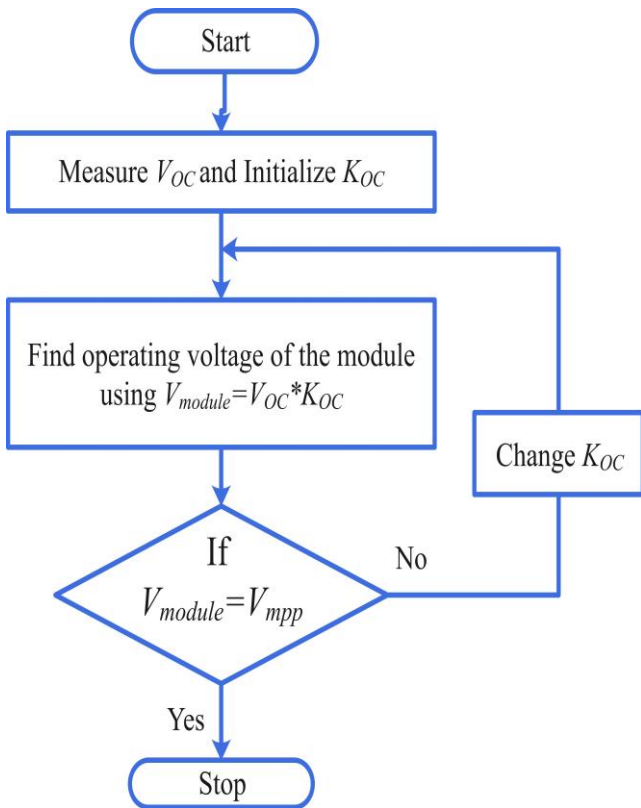 Start
Measure V_OC and Initialize K_OC
Find operating voltage of the module
using V_module=V_OC*K_OC
Change K_OC
If
V_module=V_mpp
No
Yes
Stop